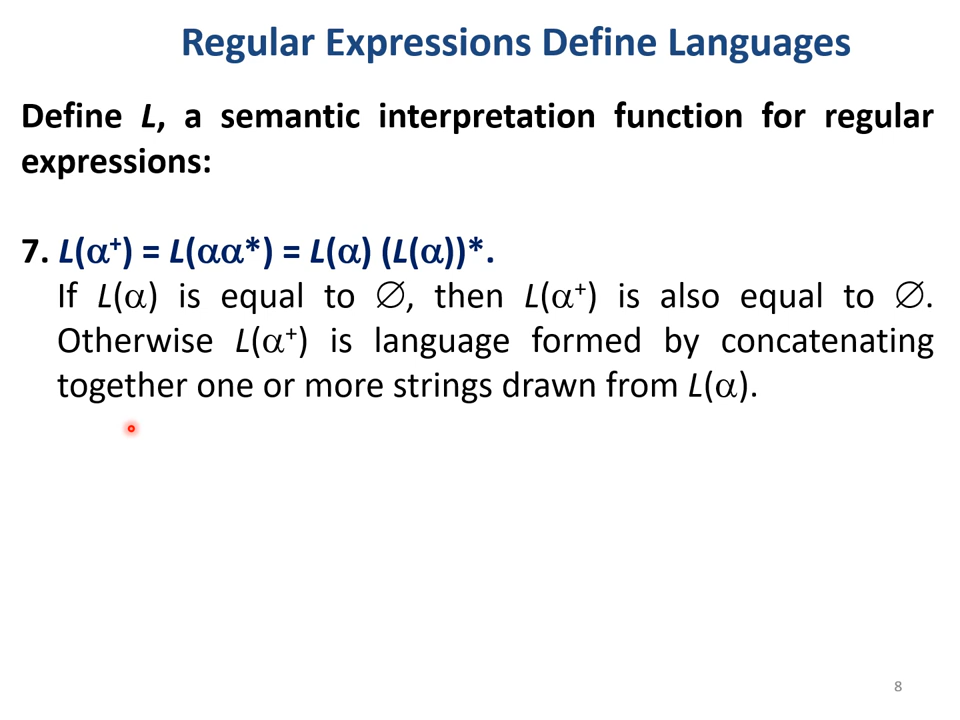 Regular Expressions Define Languages
Define L, a semantic interpretation function for regular
expressions:
7. L(α⁺) = L(αα*) = L(α) (L(α))*.
If L(α) is equal to ∅, then L(α⁺) is also equal to ∅.
Otherwise L(α⁺) is language formed by concatenating
together one or more strings drawn from L(α).
8